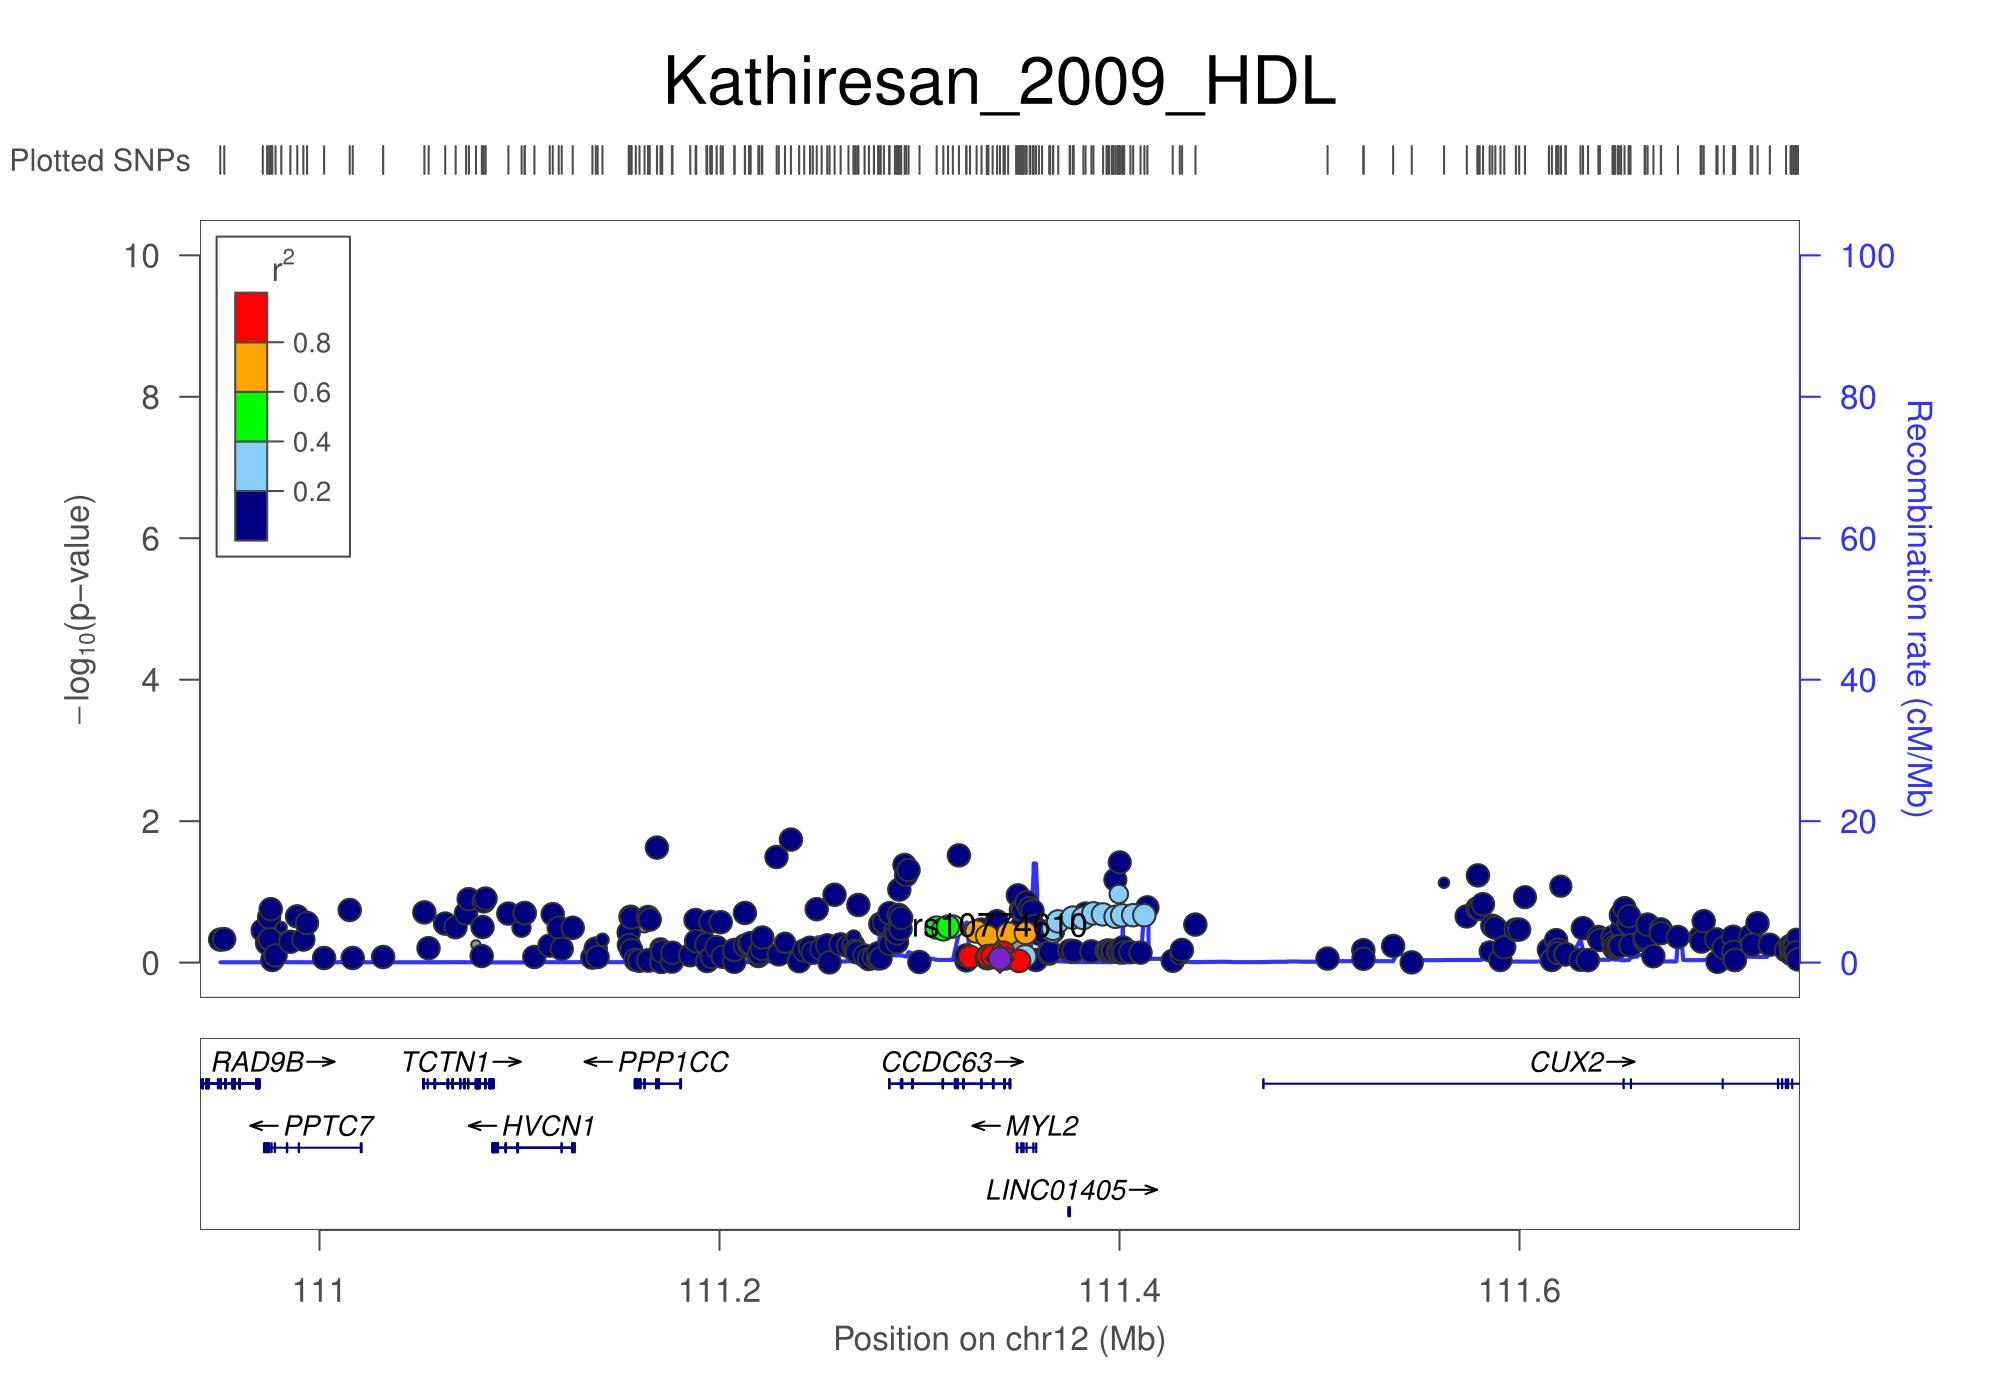 Kathiresan_2009_HDL
Plotted SNPs
r2
0.8
0.6
0.4
0.2
10
8
6
4
2
0
−log10(p−value)
100
80
60
40
20
0
Recombination rate (cM/Mb)
rs10774610
RAD9B→ TCTN1→ ←PPP1CC CCDC63→ CUX2→
←PPTC7 ←HVCN1 ←MYL2
LINC01405→
111 111.2 111.4 111.6
Position on chr12 (Mb)